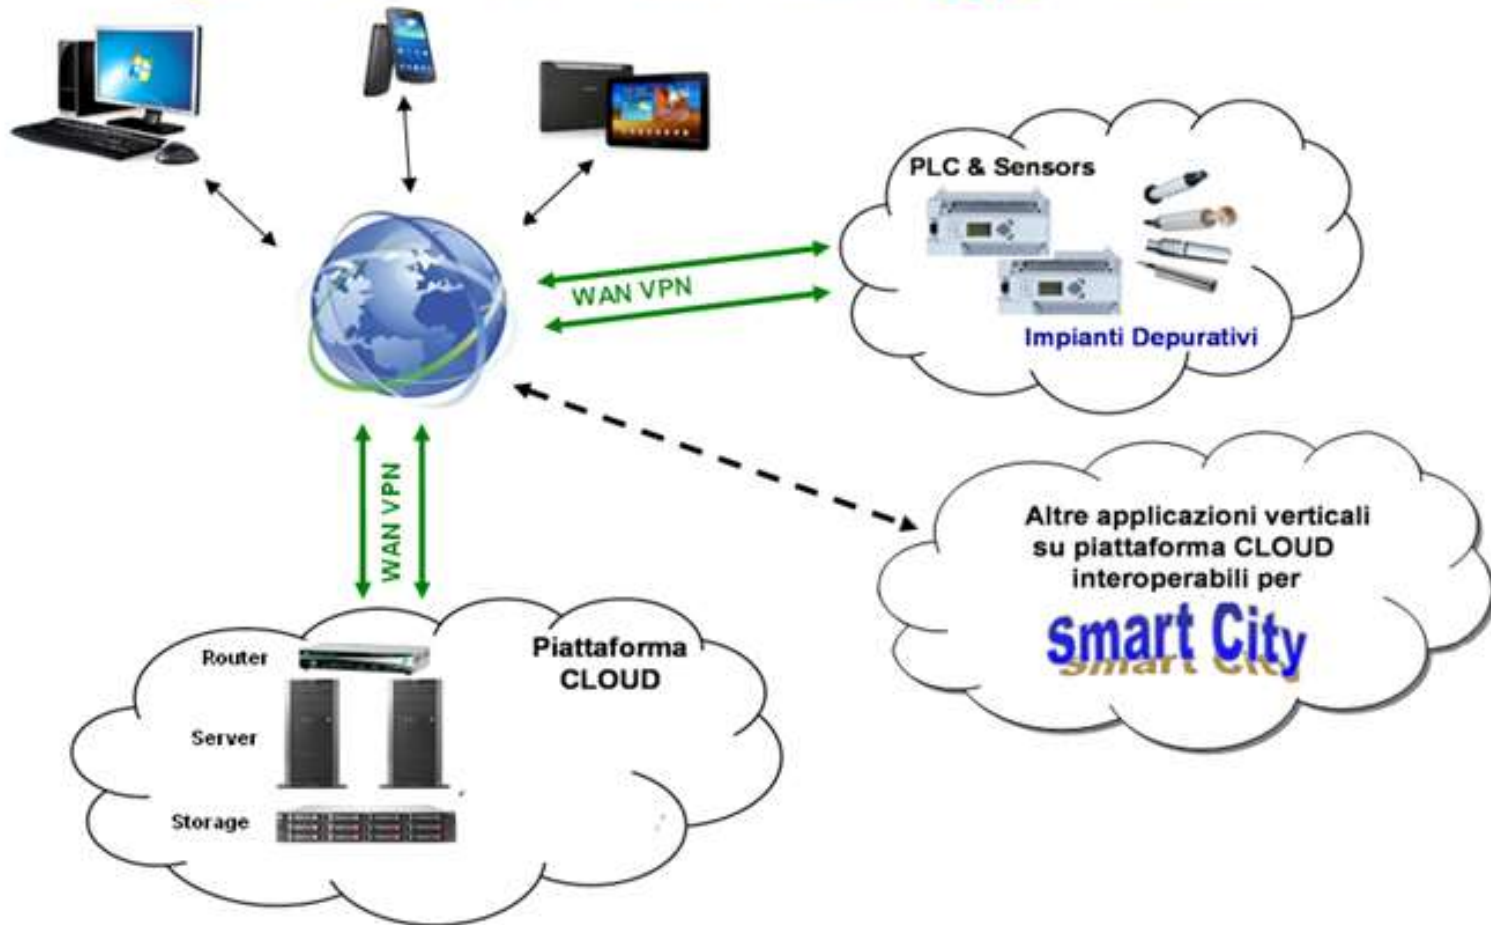 PLC & Sensors
WAN VPN
Impianti Depurativi
WAN VPN
Altre applicazioni verticali
su piattaforma CLOUD
interoperabili per
smart City
Router
Piattaforma
CLOUD
Server
Storage